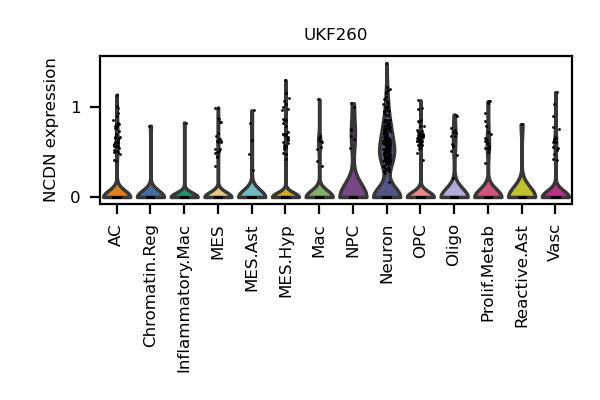 UKF260
NCDN expression
1
0
AC
Chromatin.Reg
Inflammatory.Mac
MES
MES.Ast
MES.Hyp
Mac
NPC
Neuron
OPC
Oligo
Prolif.Metab
Reactive.Ast
Vasc